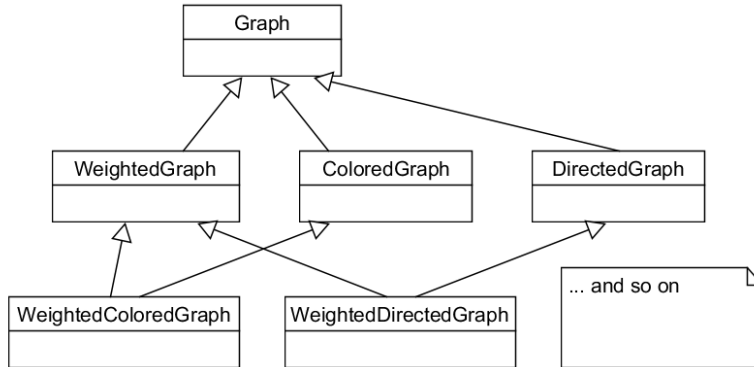 Graph
WeightedGraph
ColoredGraph
DirectedGraph
WeightedColoredGraph
WeightedDirectedGraph
... and so on